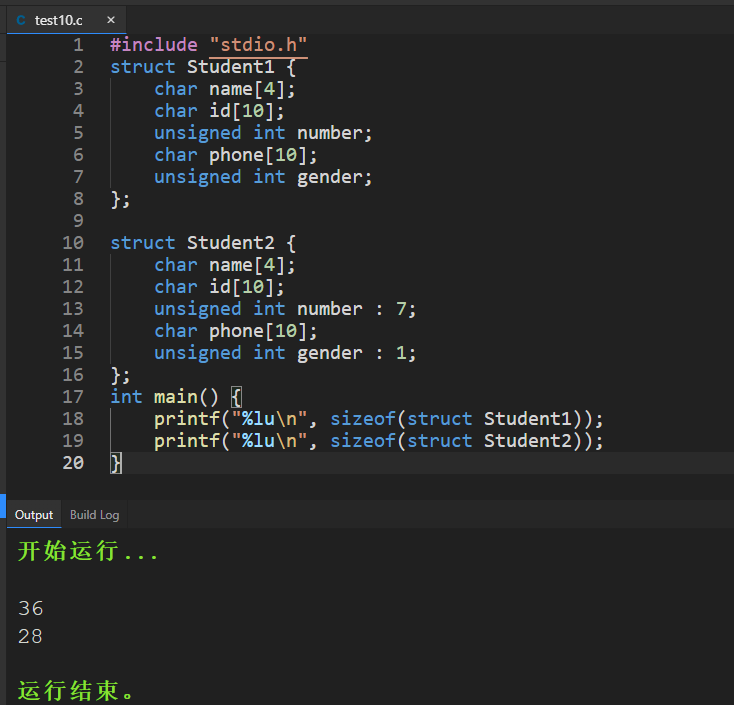 C test10.c ×
1 #include "stdio.h"
2 struct Student1 {
3     char name[4];
4     char id[10];
5     unsigned int number;
6     char phone[10];
7     unsigned int gender;
8 };
9
10 struct Student2 {
11     char name[4];
12     char id[10];
13     unsigned int number : 7;
14     char phone[10];
15     unsigned int gender : 1;
16 };
17 int main() {
18     printf("%lu\n", sizeof(struct Student1));
19     printf("%lu\n", sizeof(struct Student2));
20 }
Output Build Log
开始运行...
36
28
运行结束。